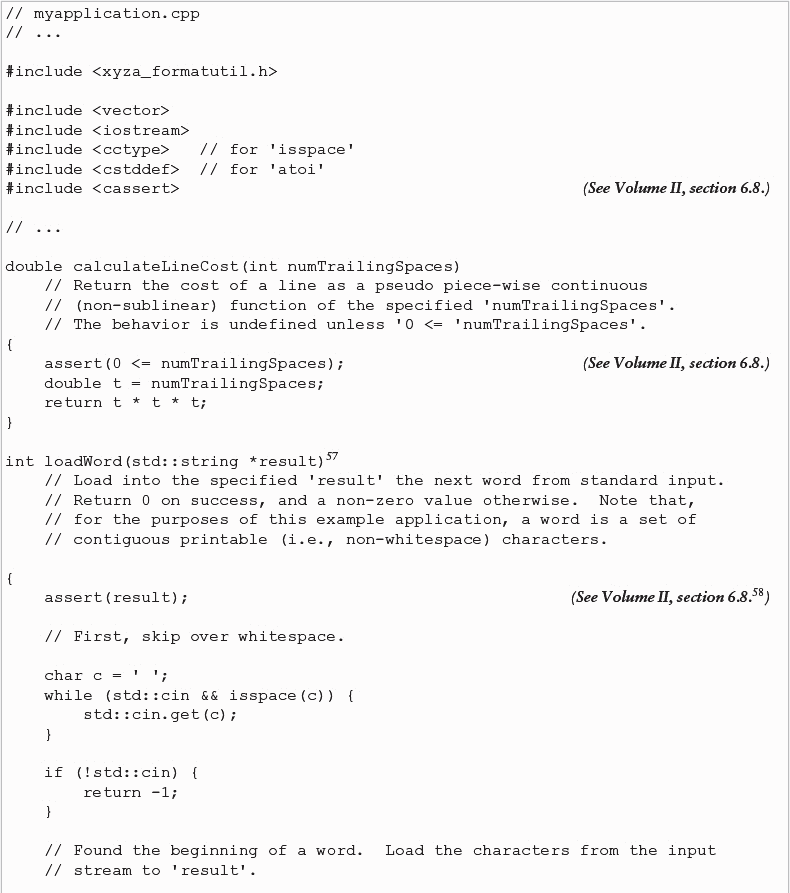 // myapplication.cpp
// ...
#include <xyza_formatutil.h>
#include <vector>
#include <iostream>
#include <cctype>   // for 'isspace'
#include <cstddef>  // for 'atoi'
#include <cassert>   (See Volume II, section 6.8.)
// ...
double calculateLineCost(int numTrailingSpaces)
    // Return the cost of a line as a pseudo piece-wise continuous
    // (non-sublinear) function of the specified 'numTrailingSpaces'.
    // The behavior is undefined unless '0 <= 'numTrailingSpaces'.
{
    assert(0 <= numTrailingSpaces);   (See Volume II, section 6.8.)
    double t = numTrailingSpaces;
    return t * t * t;
}
int loadWord(std::string *result)57
    // Load into the specified 'result' the next word from standard input.
    // Return 0 on success, and a non-zero value otherwise.  Note that,
    // for the purposes of this example application, a word is a set of
    // contiguous printable (i.e., non-whitespace) characters.
{
    assert(result);   (See Volume II, section 6.8.58)
    // First, skip over whitespace.
    char c = ' ';
    while (std::cin && isspace(c)) {
        std::cin.get(c);
    }
    if (!std::cin) {
        return -1;
    }
    // Found the beginning of a word.  Load the characters from the input
    // stream to 'result'.